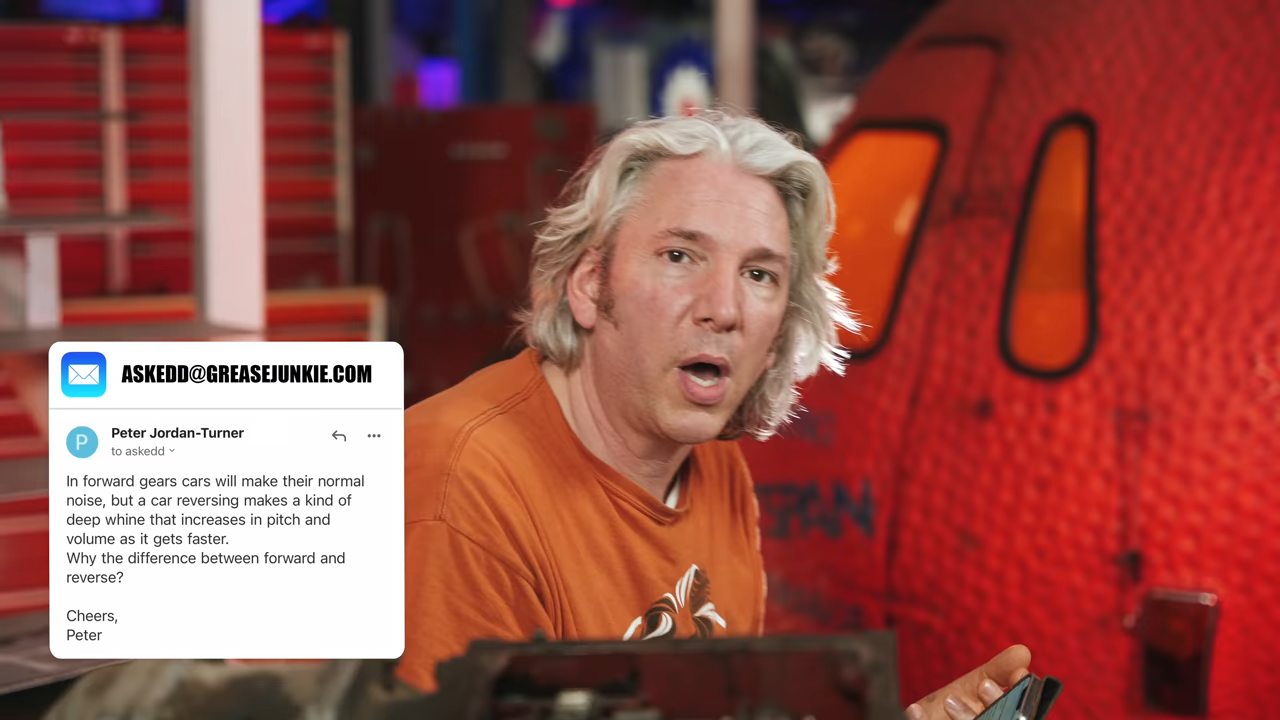 ASKEDD@GREASEJUNKIE.COM
P
Peter Jordan-Turner
to askedd
In forward gears cars will make their normal
noise, but a car reversing makes a kind of
deep whine that increases in pitch and
volume as it gets faster.
Why the difference between forward and
reverse?
Cheers,
Peter